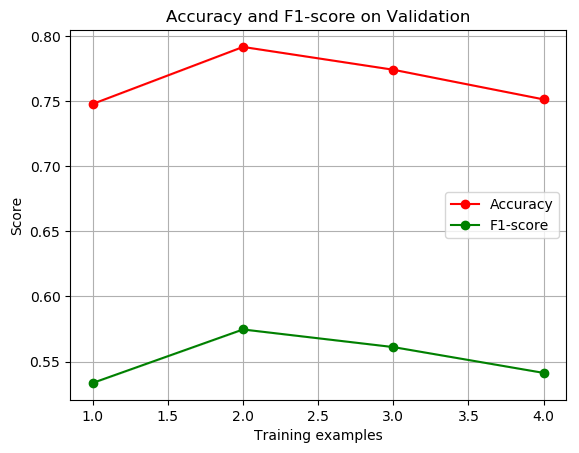 Accuracy and F1-score on Validation
Score
0.80
0.75
0.70
0.65
0.60
0.55
Accuracy
F1-score
1.0 1.5 2.0 2.5 3.0 3.5 4.0
Training examples